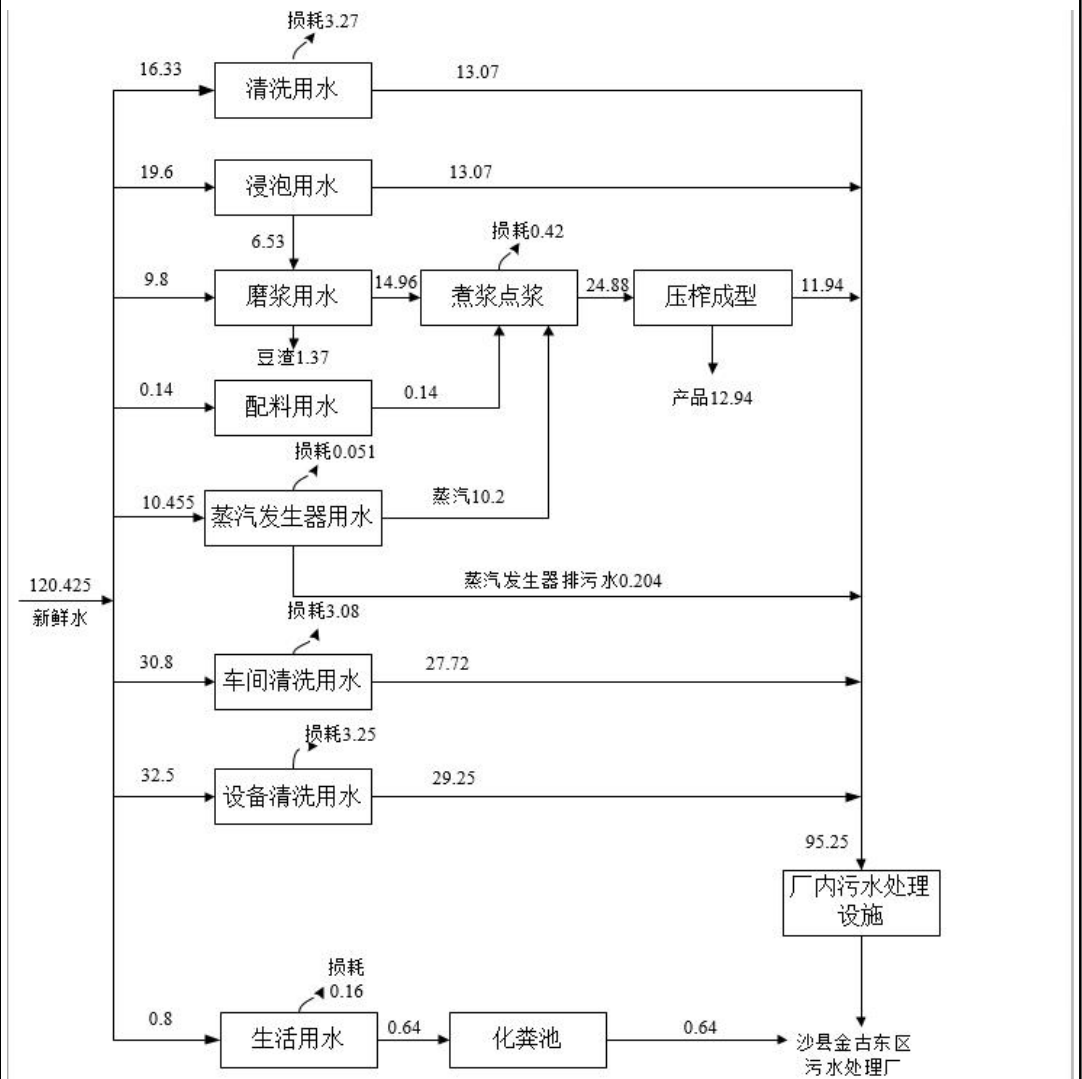 损耗3.27
16.33
清洗用水
13.07
19.6
浸泡用水
13.07
6.53
损耗0.42
9.8
磨浆用水
14.96
煮浆点浆
24.88
压榨成型
11.94
豆渣1.37
产品12.94
0.14
配料用水
0.14
损耗0.051
10.455
蒸汽发生器用水
蒸汽10.2
蒸汽发生器排污水0.204
120.425
新鲜水
损耗3.08
30.8
车间清洗用水
27.72
损耗3.25
32.5
设备清洗用水
29.25
95.25
厂内污水处理
设施
损耗
0.16
0.8
生活用水
0.64
化粪池
0.64
沙县金古东区
污水处理厂